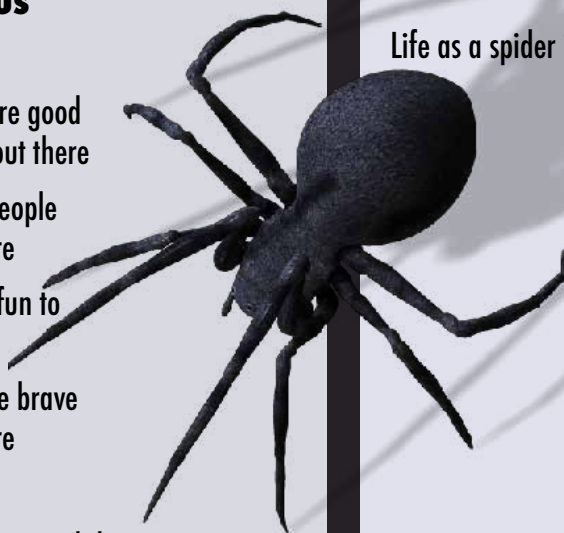 us
re good
out there
eople
re
fun to
e brave
re
Life as a spider